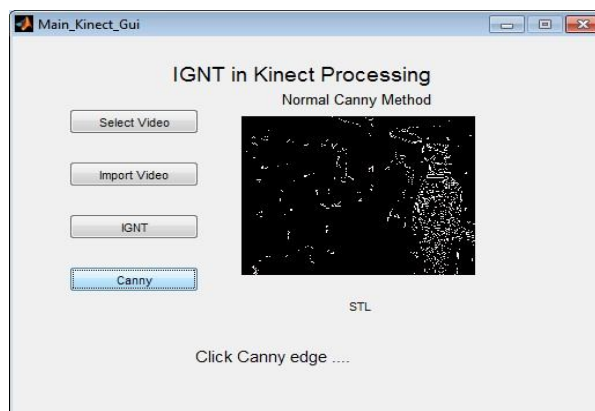 Main_Kinect_Gui
IGNT in Kinect Processing
Normal Canny Method
Select Video
Import Video
IGNT
Canny
STL
Click Canny edge ....